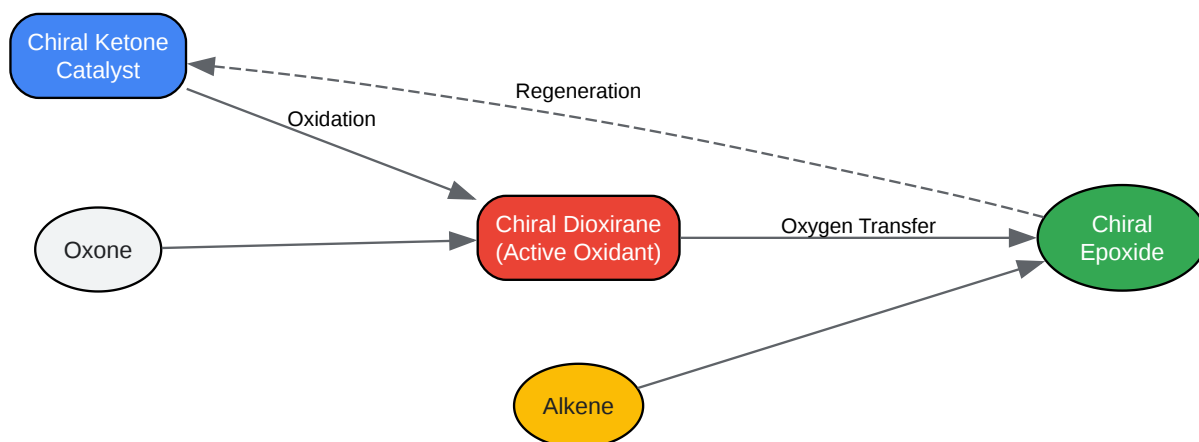 Chiral Ketone
Catalyst
Regeneration
Oxidation
Oxone
Chiral Dioxirane
(Active Oxidant)
Oxygen Transfer
Chiral
Epoxide
Alkene